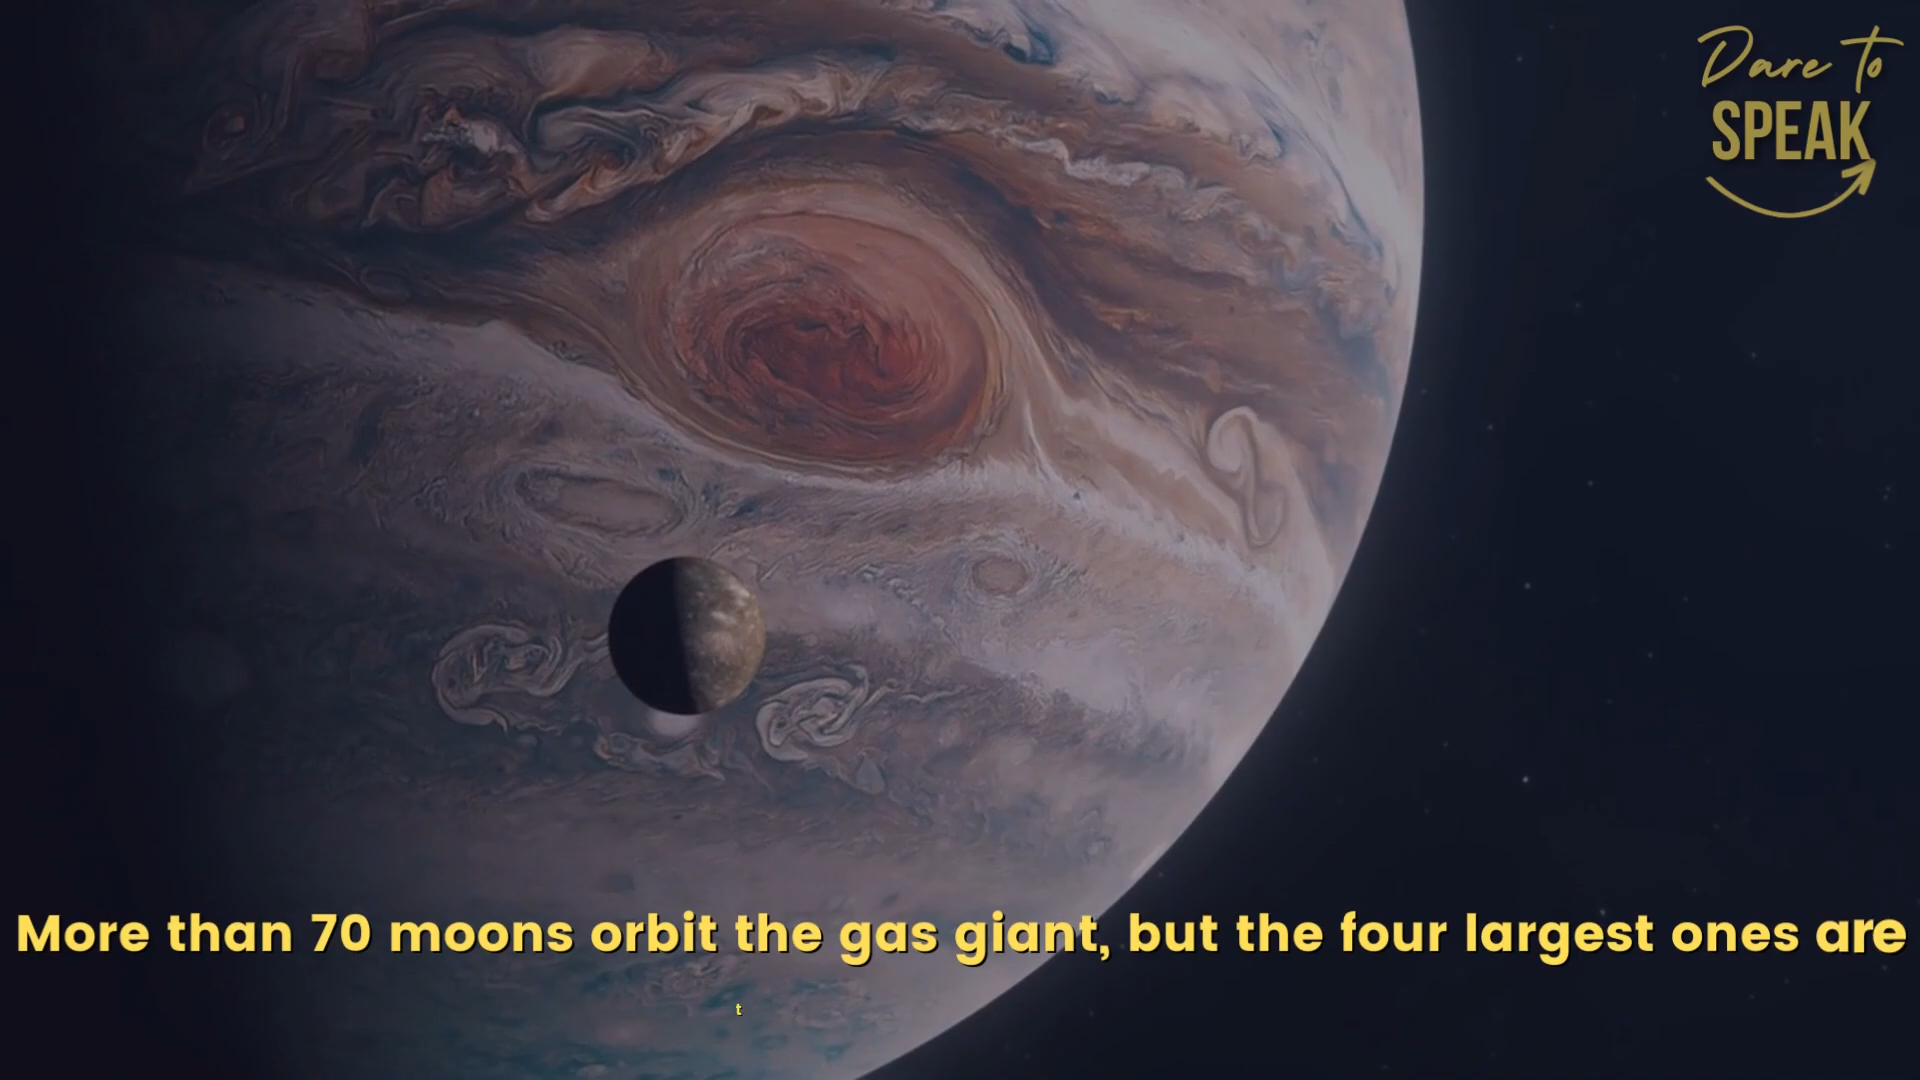 Dare to
SPEAK
More than 70 moons orbit the gas giant, but the four largest ones are
t